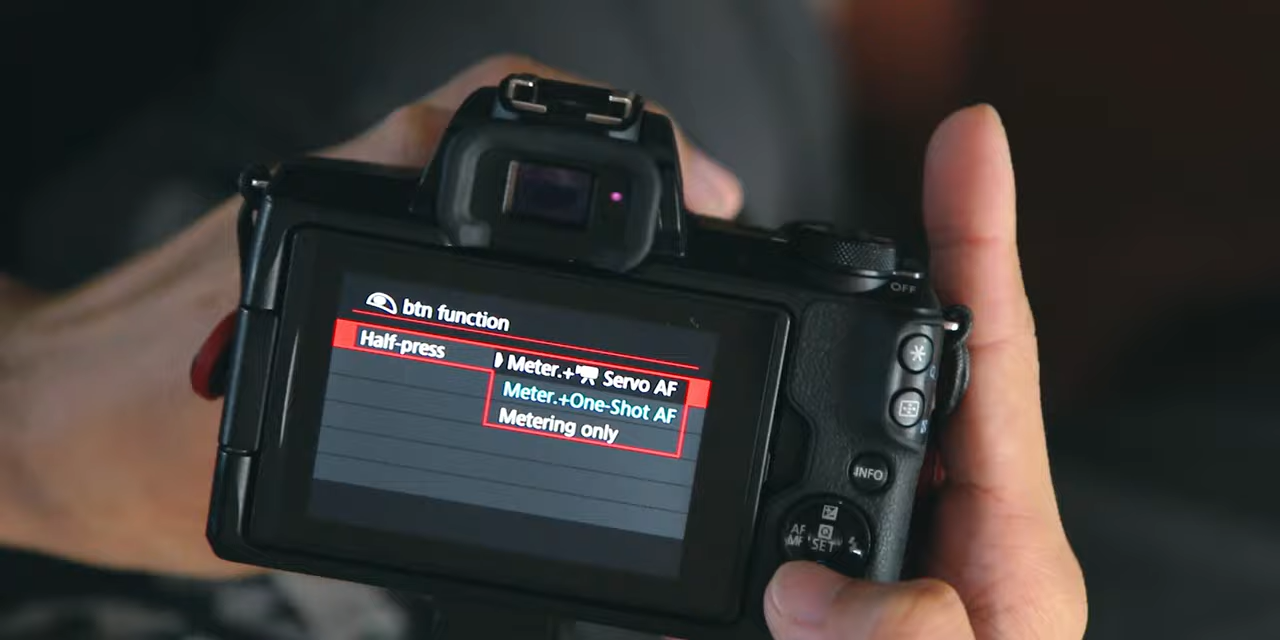 btn function
Half-press
Meter.+ Servo AF
Meter.+One-Shot AF
Metering only
OFF
INFO
AF
MF
SET
Q